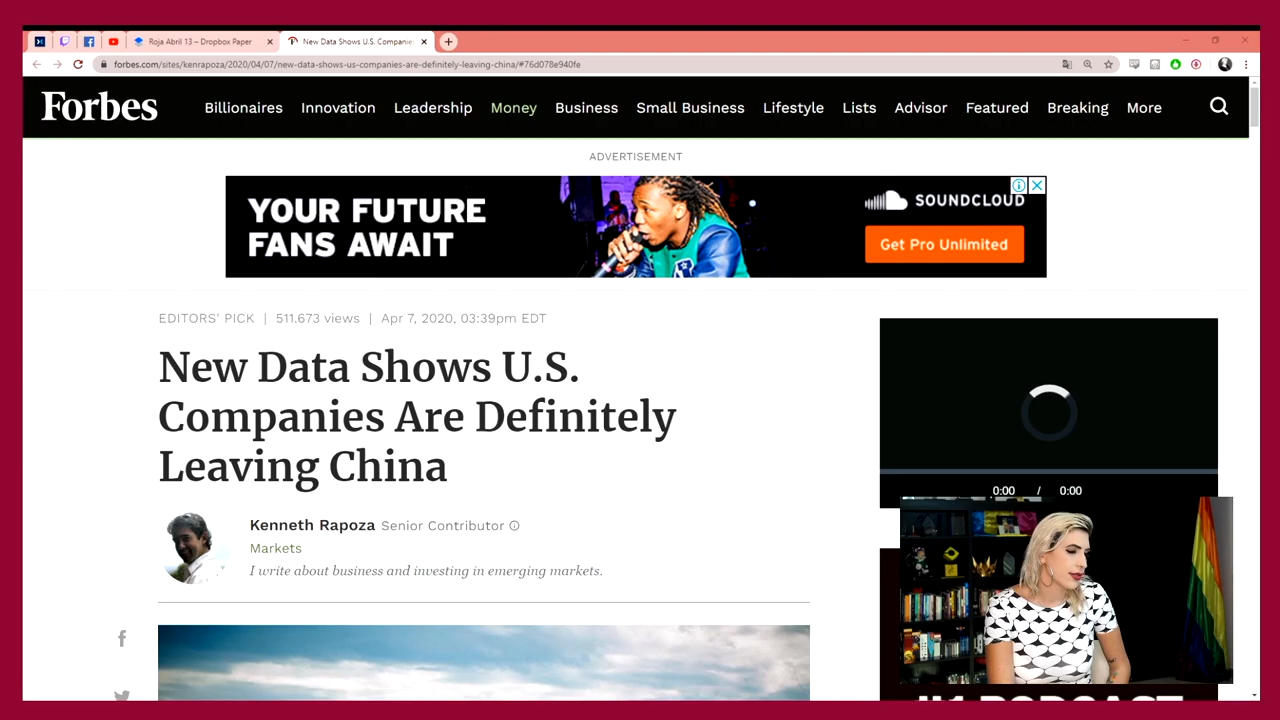 Roja Abril 13 – Dropbox Paper
New Data Shows U.S. Companie
forbes.com/sites/kenrapoza/2020/04/07/new-data-shows-us-companies-are-definitely-leaving-china/#76d078e940fe
Forbes
Billionaires Innovation Leadership Money Business Small Business Lifestyle Lists Advisor Featured Breaking More
ADVERTISEMENT
YOUR FUTURE
FANS AWAIT
SOUNDCLOUD
Get Pro Unlimited
EDITORS' PICK | 511.673 views | Apr 7, 2020, 03:39pm EDT
New Data Shows U.S.
Companies Are Definitely
Leaving China
Kenneth Rapoza Senior Contributor
Markets
I write about business and investing in emerging markets.
0:00 / 0:00
#1 PODCAST